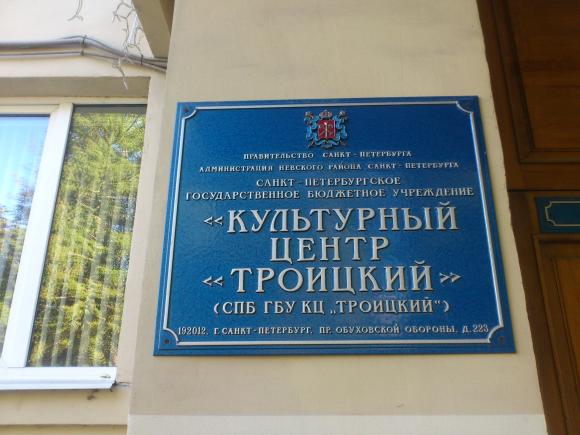 ПРАВИТЕЛЬСТВО САНКТ-ПЕТЕРБУРГА
АДМИНИСТРАЦИЯ НЕВСКОГО РАЙОНА САНКТ-ПЕТЕРБУРГА
САНКТ-ПЕТЕРБУРГСКОЕ
ГОСУДАРСТВЕННОЕ БЮДЖЕТНОЕ УЧРЕЖДЕНИЕ
«КУЛЬТУРНЫЙ
ЦЕНТР
«ТРОИЦКИЙ»
(СПБ ГБУ КЦ „ТРОИЦКИЙ“)
192012, Г. САНКТ-ПЕТЕРБУРГ, ПР. ОБУХОВСКОЙ ОБОРОНЫ, Д. 223